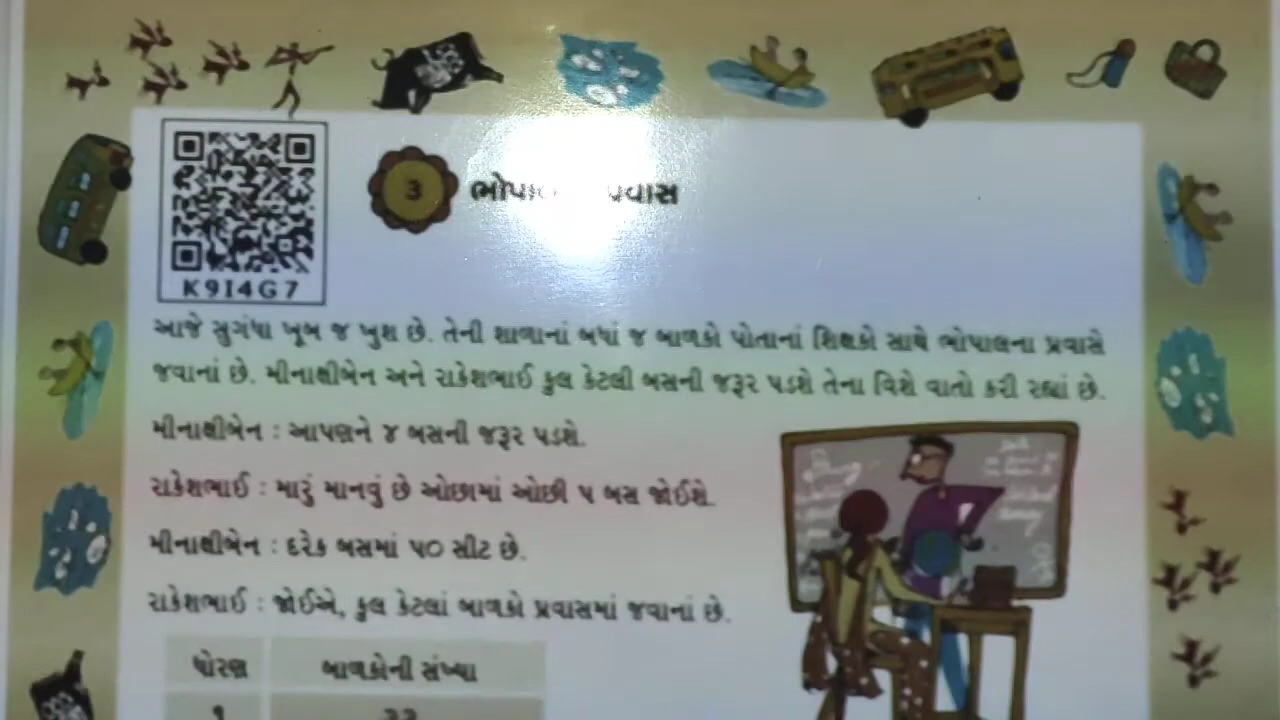 K9I4G7
3
પ્રવાસ
આજે સુગંધા ખૂબ જ ખુશ છે. તેની શાળાનાં બધાં જ બાળકો પોતાનાં શિક્ષકો સાથે ભોપાલના પ્રવાસે
જવાનાં છે. મીનાક્ષીબેન અને રાકેશભાઈ કુલ કેટલી બસની જરૂર પડશે તેના વિશે વાતો કરી રહ્યાં છે.
મીનાક્ષીબેન : આપણને ૪ બસની જરૂર પડશે.
રાકેશભાઈ : મારું માનવું છે ઓછામાં ઓછી ૫ બસ જોઈશે.
મીનાક્ષીબેન : દરેક બસમાં ૫૦ સીટ છે.
રાકેશભાઈ : જોઈએ, કુલ કેટલાં બાળકો પ્રવાસમાં જવાનાં છે.
ધોરણ બાળકોની સંખ્યા